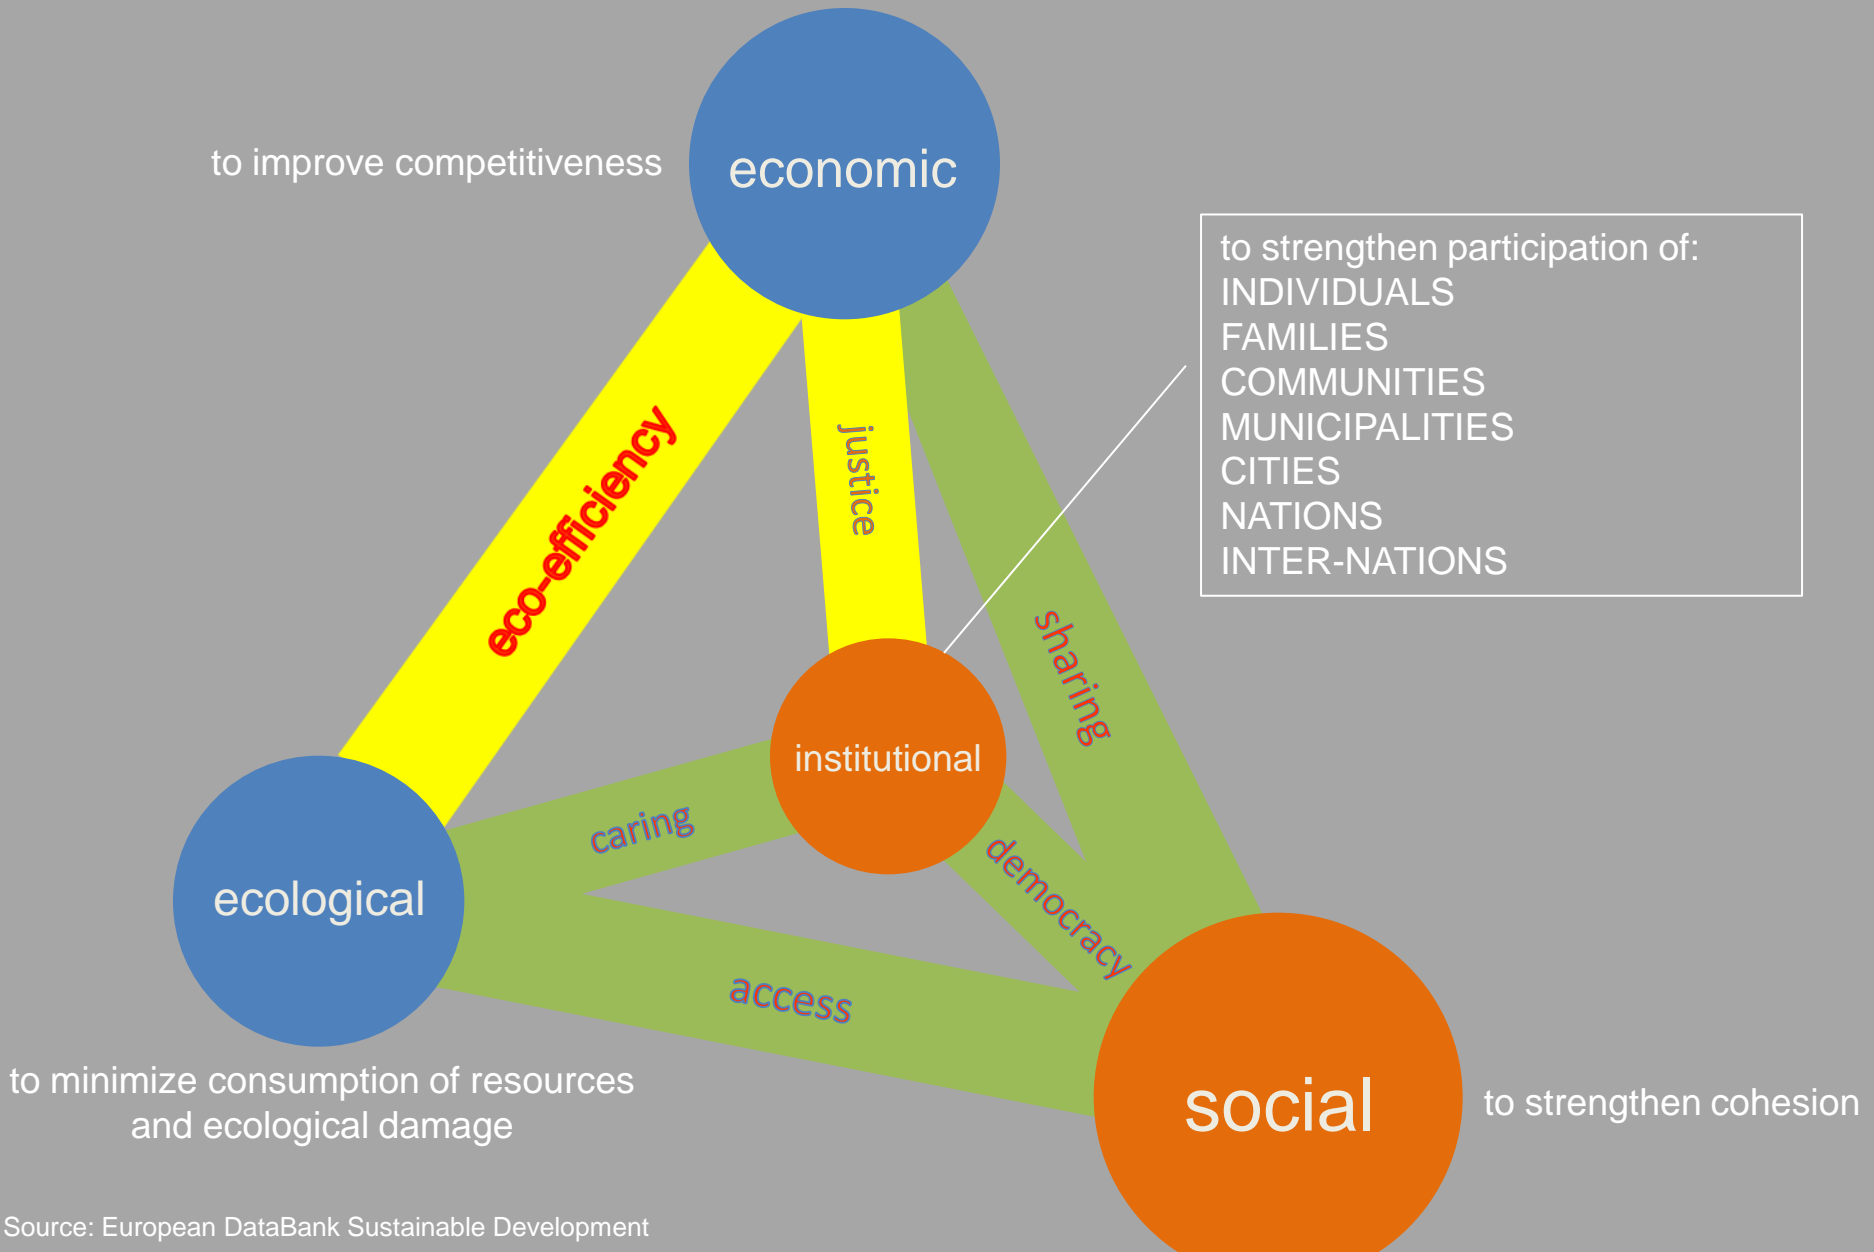 economic
to improve competitiveness
to strengthen participation of:
INDIVIDUALS
FAMILIES
COMMUNITIES
MUNICIPALITIES
CITIES
NATIONS
INTER-NATIONS
eco-efficiency
justice
sharing
institutional
caring
democracy
ecological
access
to minimize consumption of resources
and ecological damage
social
to strengthen cohesion
Source: European DataBank Sustainable Development